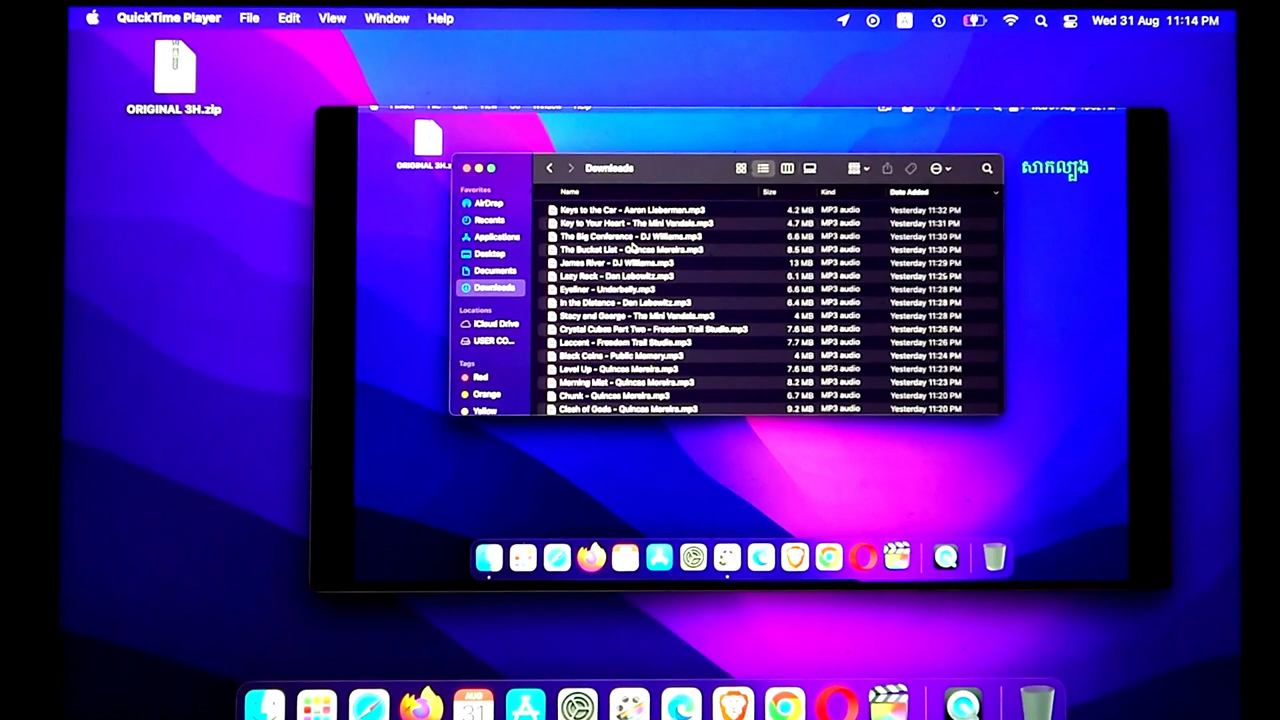 QuickTime Player File Edit View Window Help Wed 31 Aug 11:14 PM
ORIGINAL 3H.zip
ORIGINAL 3H.z
សាកល្បង
Downloads
Favorites
AirDrop
Recents
Applications
Desktop
Documents
Downloads
Locations
iCloud Drive
USER CO...
Tags
Red
Orange
Yellow
Name Size Kind Date Added
Keys to the Car - Aaron Lieberman.mp3 4.2 MB MP3 audio Yesterday 11:32 PM
Key to Your Heart - The Mini Vandals.mp3 4.7 MB MP3 audio Yesterday 11:31 PM
The Big Conference - DJ Williams.mp3 6.6 MB MP3 audio Yesterday 11:30 PM
The Bucket List - Quincas Moreira.mp3 8.5 MB MP3 audio Yesterday 11:30 PM
James River - DJ Williams.mp3 13 MB MP3 audio Yesterday 11:29 PM
Lazy Rock - Dan Lebowitz.mp3 6.1 MB MP3 audio Yesterday 11:25 PM
Eyeliner - Underbelly.mp3 6.6 MB MP3 audio Yesterday 11:28 PM
In the Distance - Dan Lebowitz.mp3 6.4 MB MP3 audio Yesterday 11:28 PM
Stacy and George - The Mini Vandals.mp3 4 MB MP3 audio Yesterday 11:28 PM
Crystal Cubes Part Two - Freedom Trail Studio.mp3 7.6 MB MP3 audio Yesterday 11:26 PM
Laccent - Freedom Trail Studio.mp3 7.7 MB MP3 audio Yesterday 11:26 PM
Black Coins - Public Memory.mp3 4 MB MP3 audio Yesterday 11:24 PM
Level Up - Quincas Moreira.mp3 7.6 MB MP3 audio Yesterday 11:23 PM
Morning Mist - Quincas Moreira.mp3 8.2 MB MP3 audio Yesterday 11:23 PM
Chunk - Quincas Moreira.mp3 6.7 MB MP3 audio Yesterday 11:20 PM
Clash of Gods - Quincas Moreira.mp3 9.2 MB MP3 audio Yesterday 11:20 PM
AUG
31